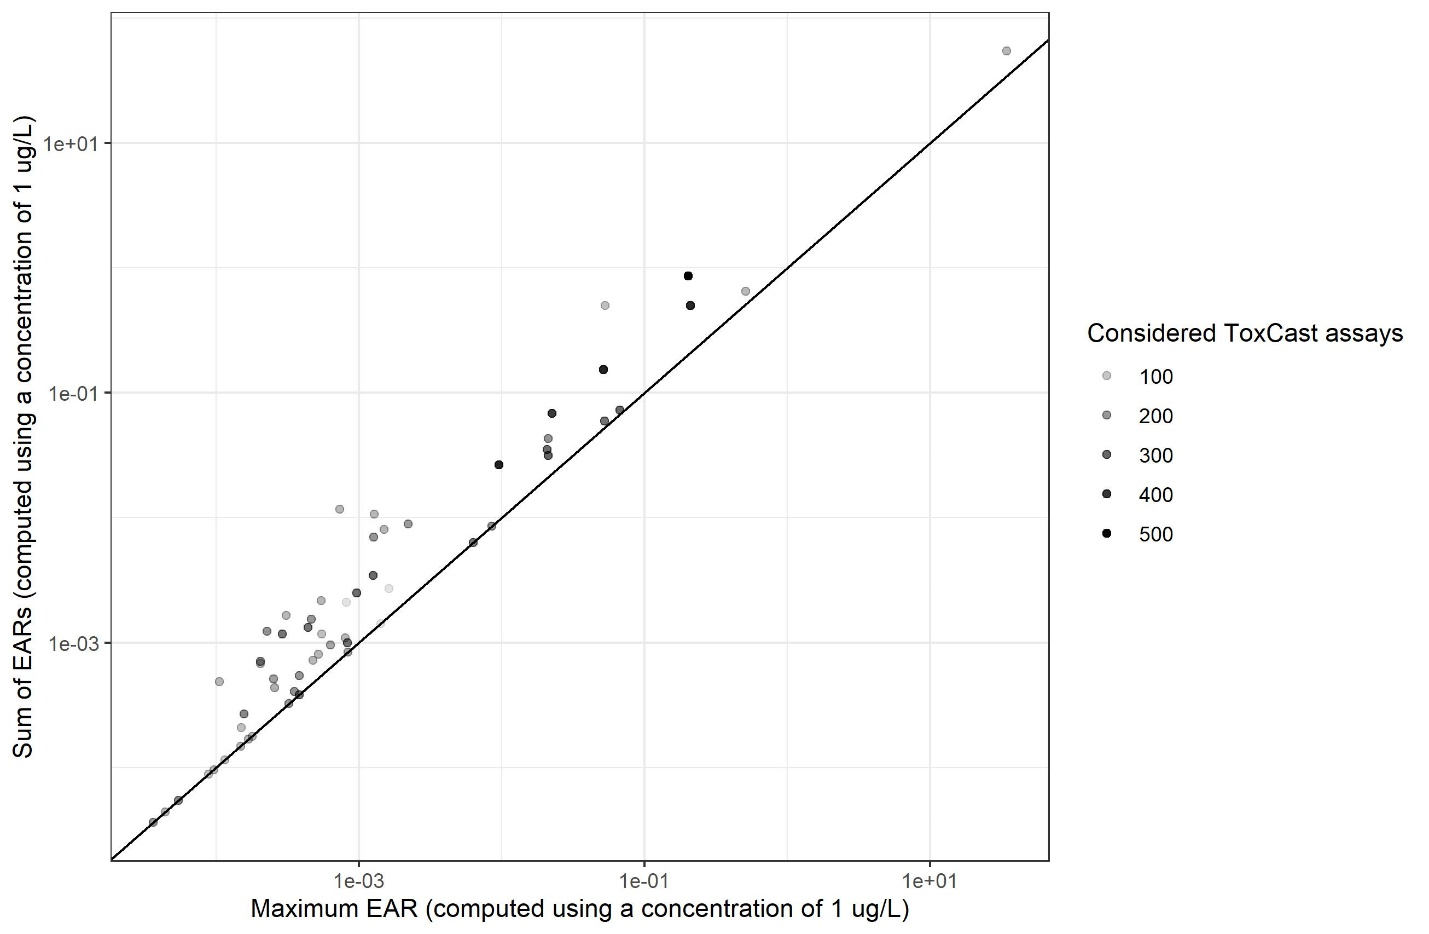 Sum of EARs (computed using a concentration of 1 ug/L)
1e+01
1e-01
1e-03
1e-03
1e-01
1e+01
Maximum EAR (computed using a concentration of 1 ug/L)
Considered ToxCast assays
100
200
300
400
500